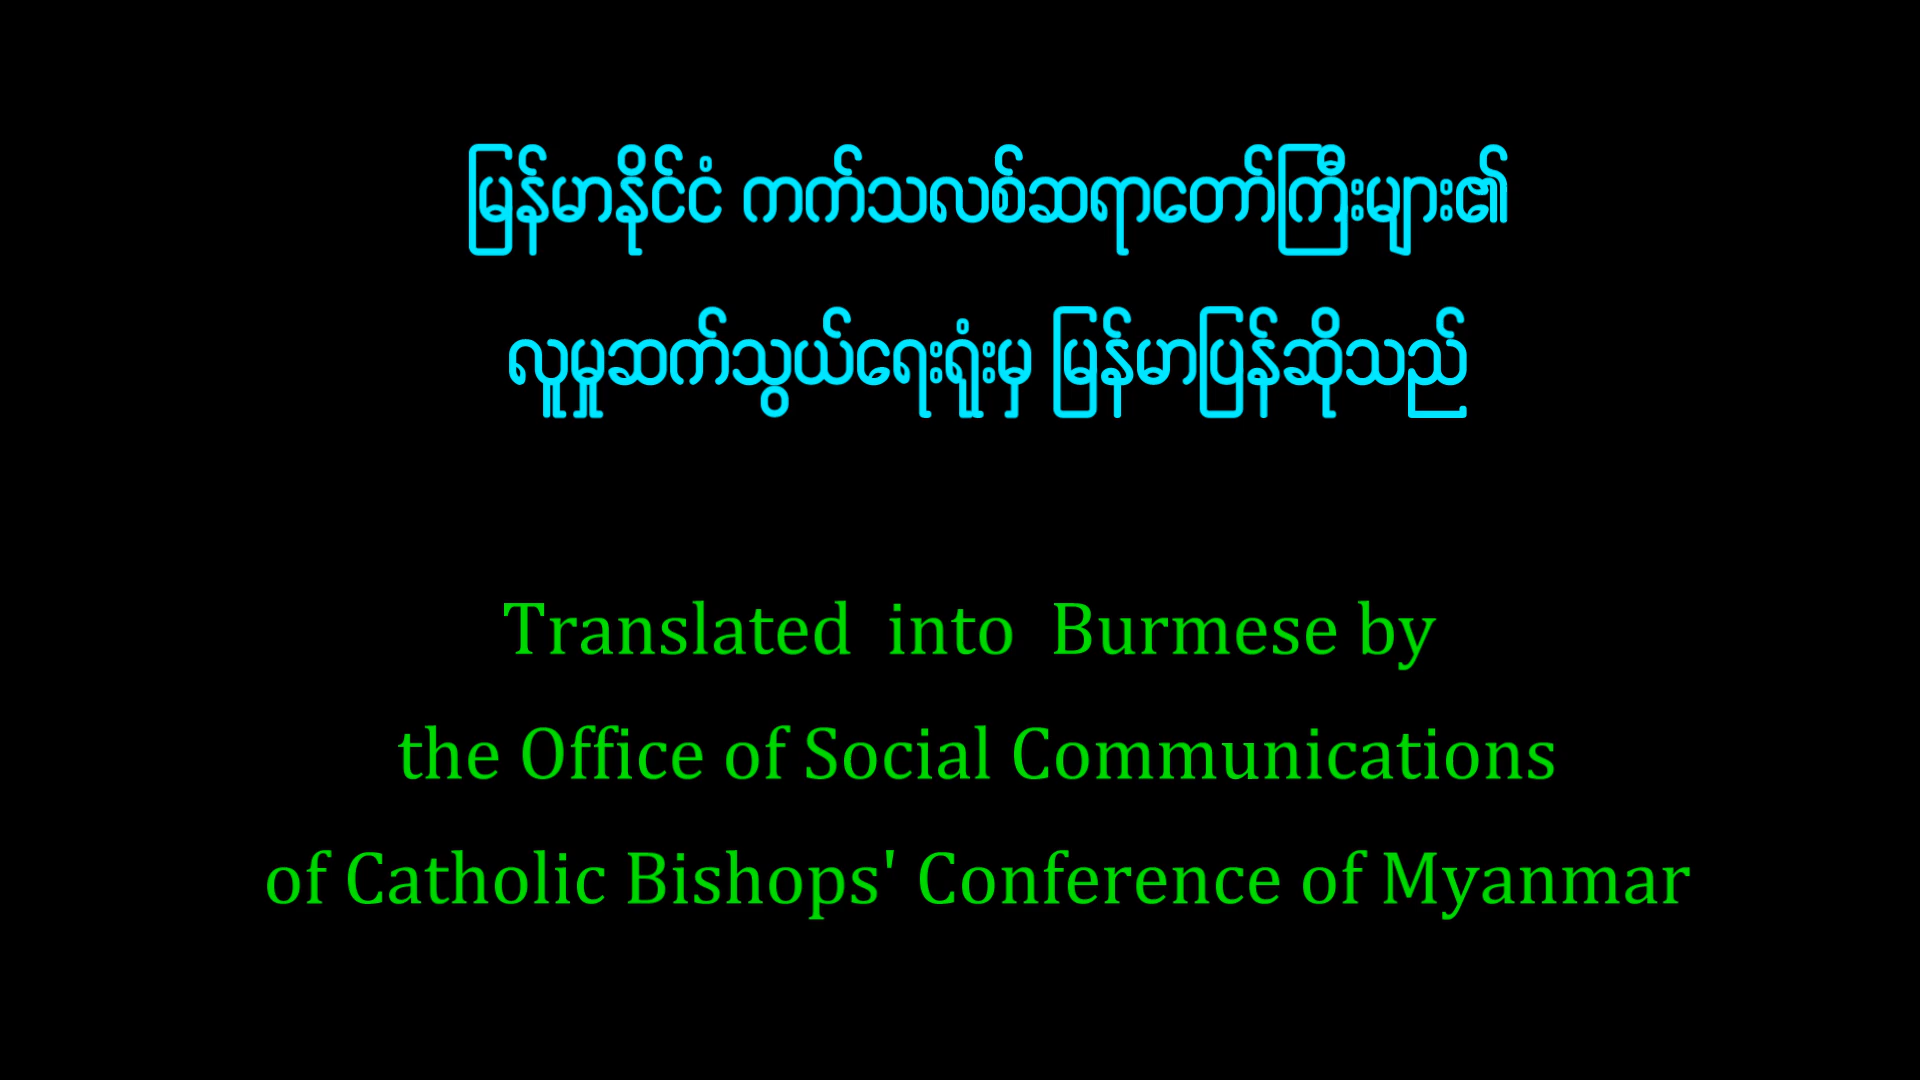 မြန်မာနိုင်ငံ ကက်သလစ်ဆရာတော်ကြီးများ၏
လူမှုဆက်သွယ်ရေးရုံးမှ မြန်မာပြန်ဆိုသည်
Translated into Burmese by
the Office of Social Communications
of Catholic Bishops' Conference of Myanmar